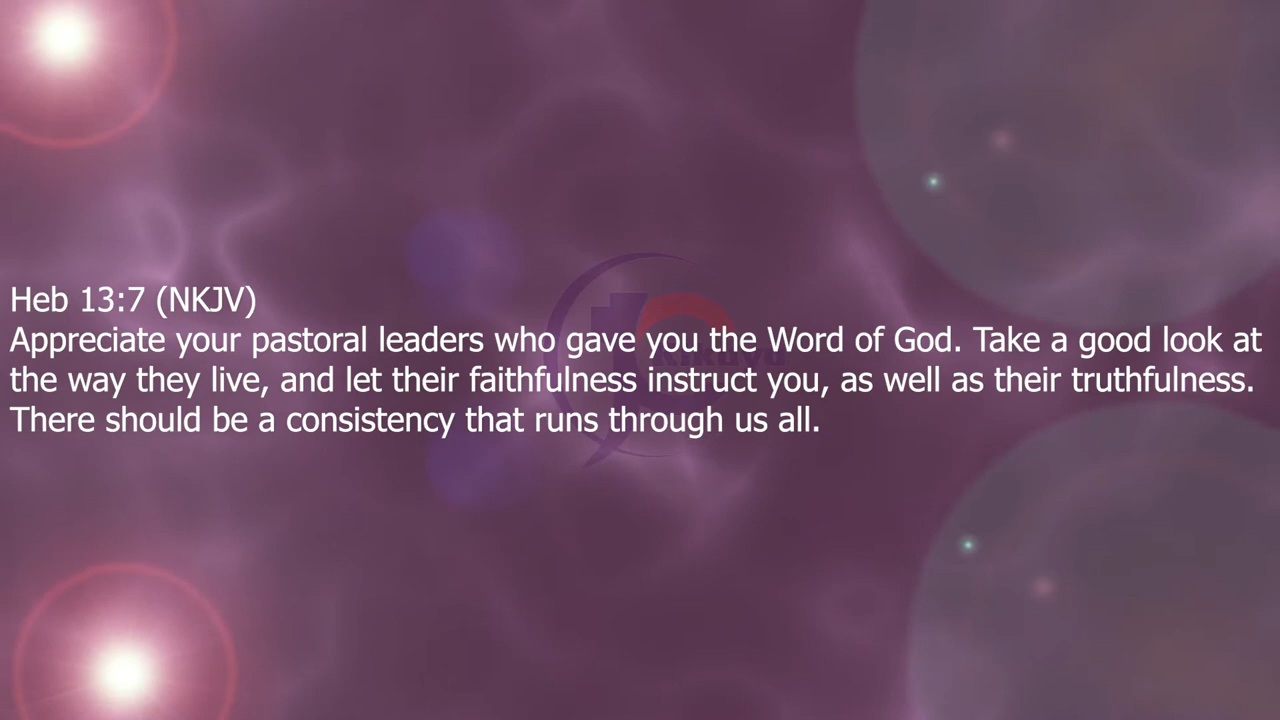 Heb 13:7 (NKJV)
Appreciate your pastoral leaders who gave you the Word of God. Take a good look at
the way they live, and let their faithfulness instruct you, as well as their truthfulness.
There should be a consistency that runs through us all.